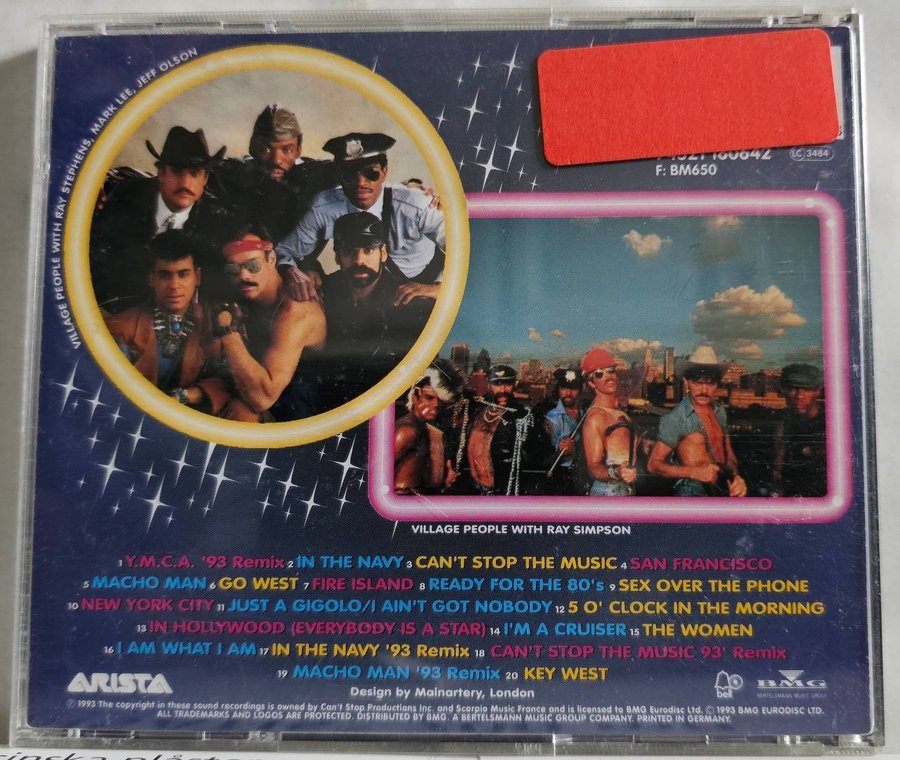 VILLAGE PEOPLE WITH RAY STEPHENS, MARK LEE, JEFF OLSON
LC 3484
F: BM650
VILLAGE PEOPLE WITH RAY SIMPSON
1 Y.M.C.A. '93 Remix 2 IN THE NAVY 3 CAN'T STOP THE MUSIC 4 SAN FRANCISCO
5 MACHO MAN 6 GO WEST 7 FIRE ISLAND 8 READY FOR THE 80's 9 SEX OVER THE PHONE
10 NEW YORK CITY 11 JUST A GIGOLO/I AIN'T GOT NOBODY 12 5 O' CLOCK IN THE MORNING
13 IN HOLLYWOOD (EVERYBODY IS A STAR) 14 I'M A CRUISER 15 THE WOMEN
16 I AM WHAT I AM 17 IN THE NAVY '93 Remix 18 CAN'T STOP THE MUSIC 93' Remix
19 MACHO MAN '93 Remix 20 KEY WEST
ARISTA
Design by Mainartery, London
bell
BMG
BERTELSMANN MUSIC GROUP
℗ 1993 The copyright in these sound recordings is owned by Can't Stop Productions Inc. and Scorpio Music France and is licensed to BMG Eurodisc Ltd. © 1993 BMG EURODISC LTD.
ALL TRADEMARKS AND LOGOS ARE PROTECTED. DISTRIBUTED BY BMG. A BERTELSMANN MUSIC GROUP COMPANY. PRINTED IN GERMANY.